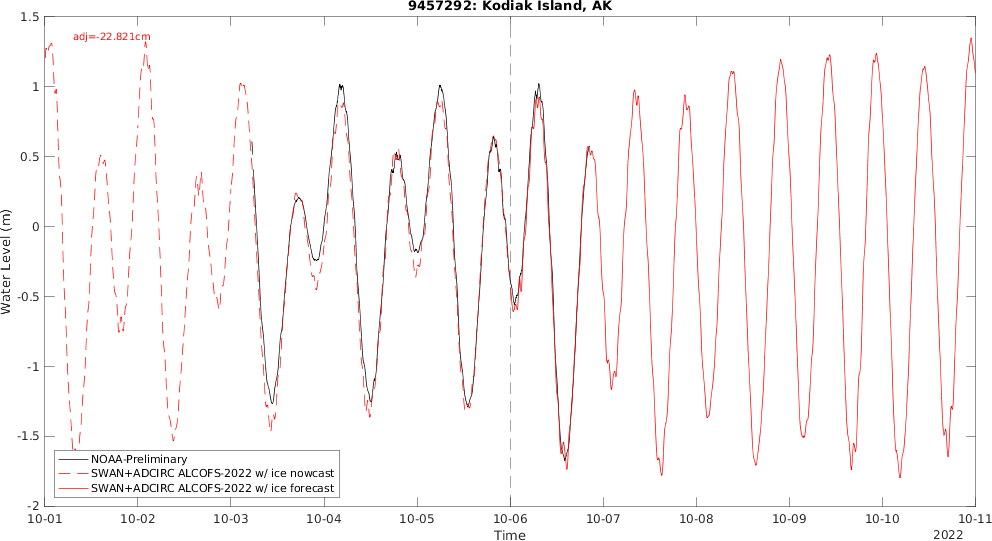 9457292: Kodiak Island, AK
adj=-22.821cm
1.5
1
0.5
0
-0.5
-1
-1.5
-2
Water Level (m)
NOAA-Preliminary
SWAN+ADCIRC ALCOFS-2022 w/ ice nowcast
SWAN+ADCIRC ALCOFS-2022 w/ ice forecast
10-01 10-02 10-03 10-04 10-05 10-06 10-07 10-08 10-09 10-10 10-11
Time
2022